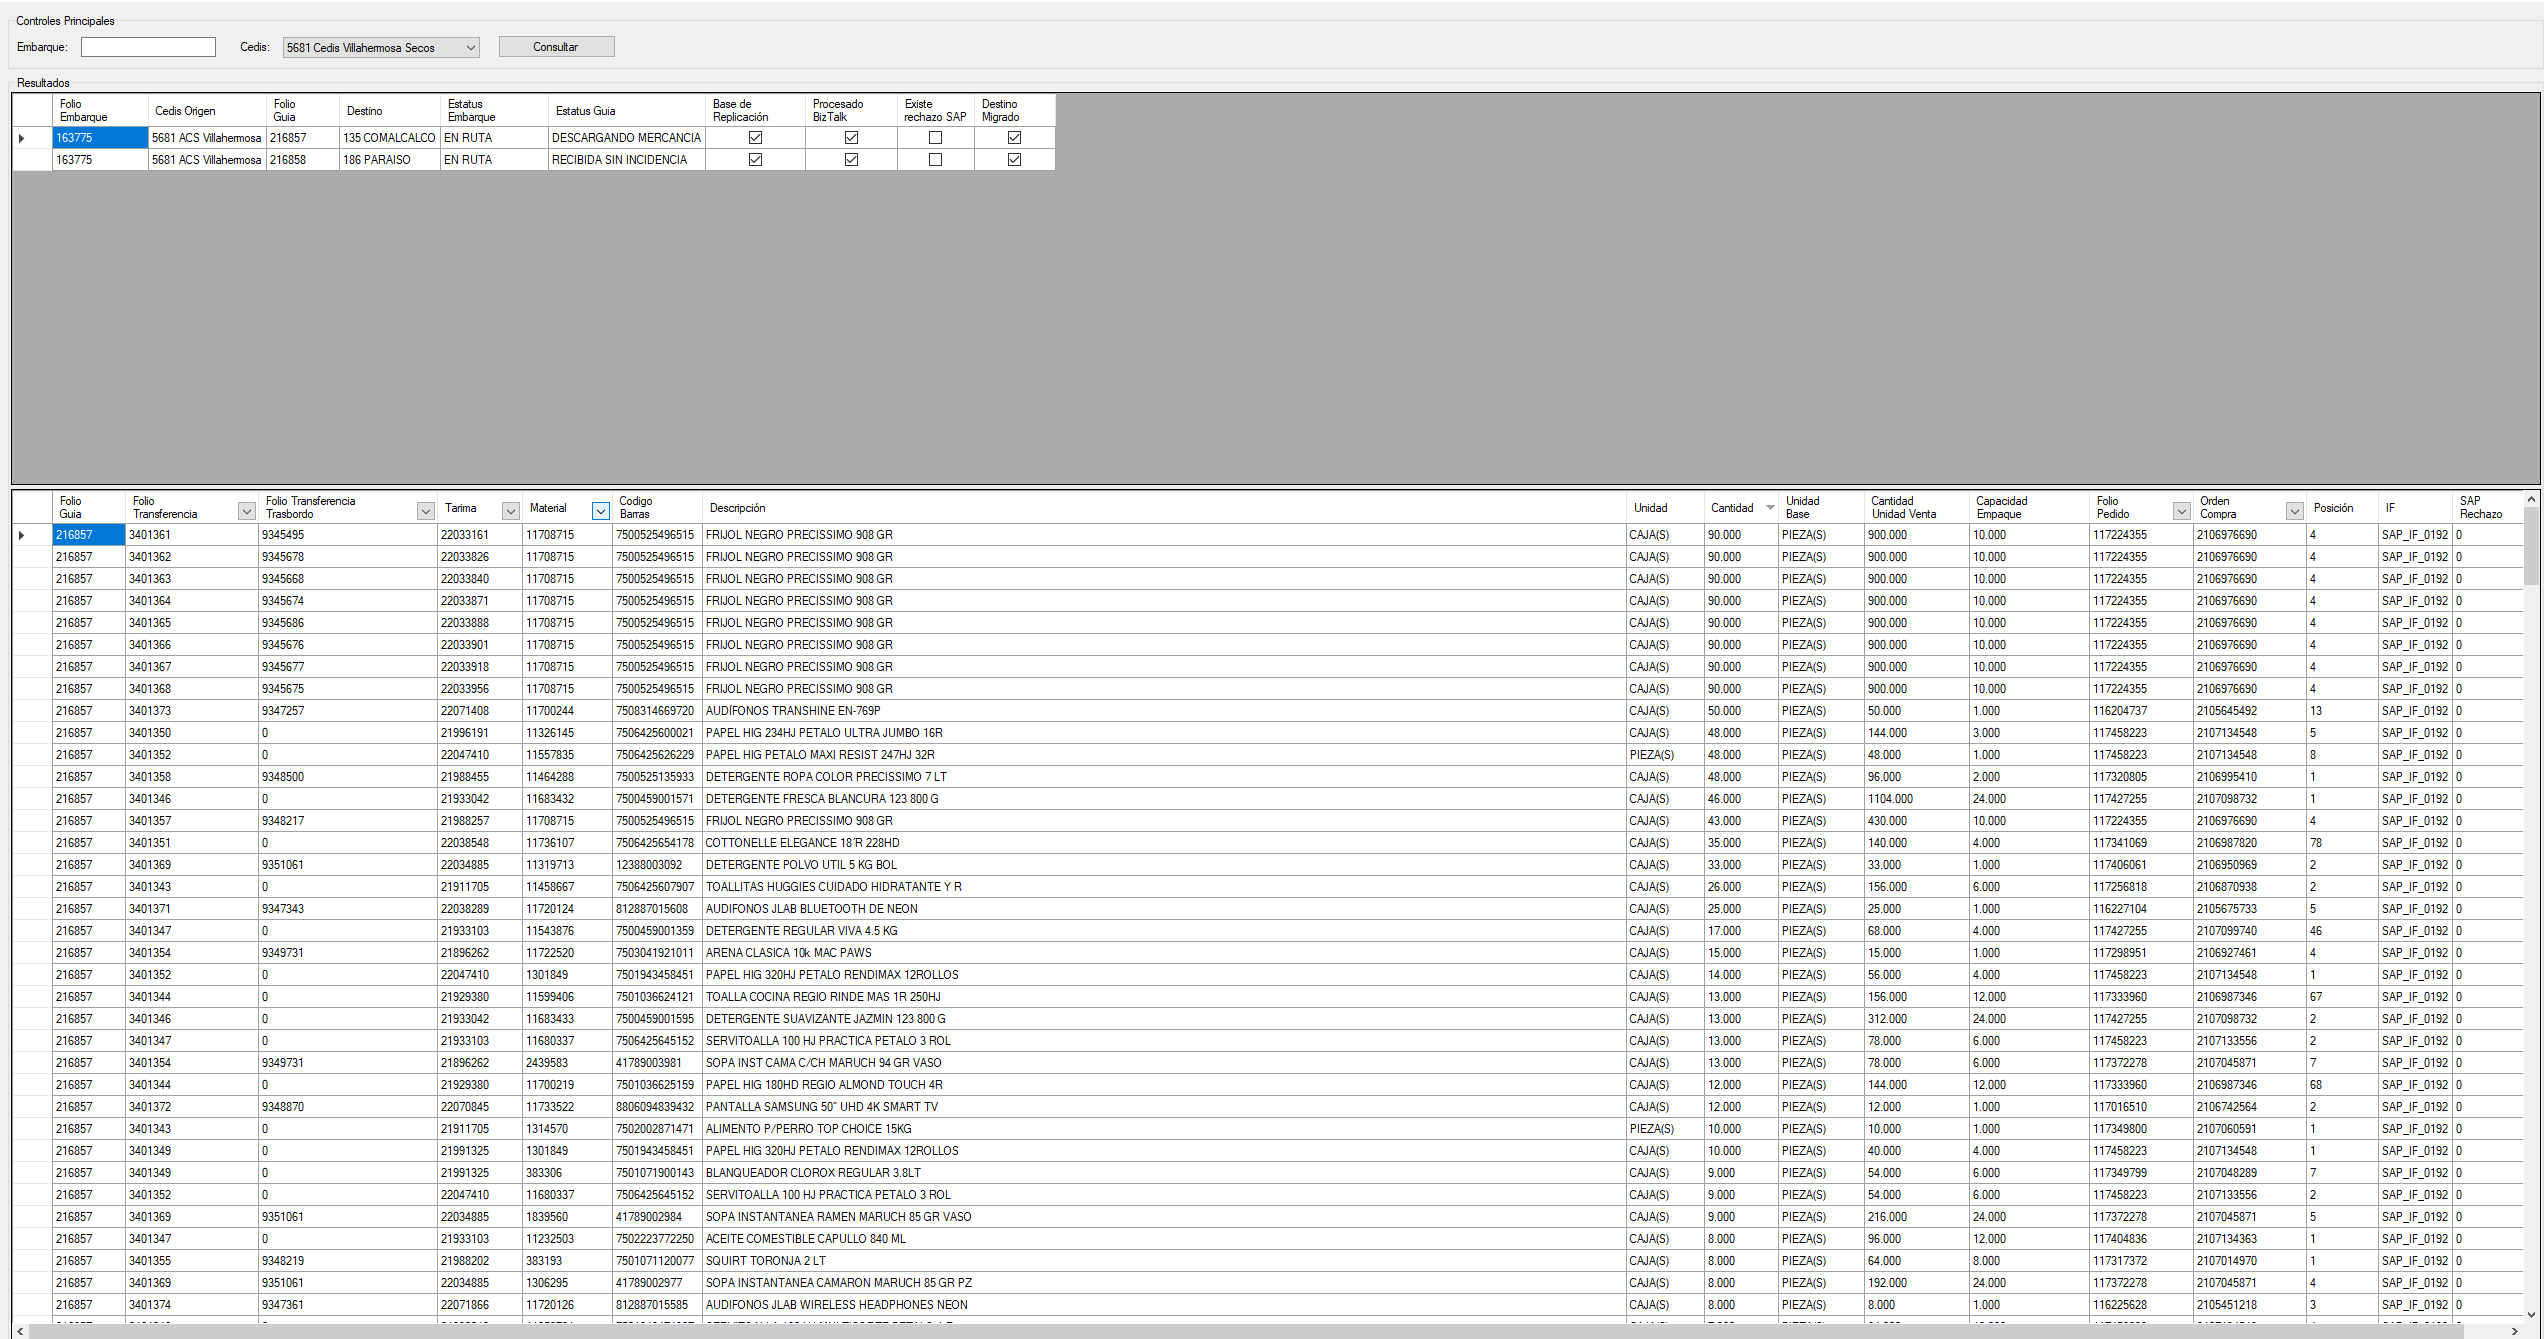 Controles Principales
Embarque: Cedis: 5681 Cedis Villahermosa Secos Consultar
Resultados
Folio Embarque Cedis Origen Folio Guia Destino Estatus Embarque Estatus Guia Base de Replicación Procesado BizTalk Existe rechazo SAP Destino Migrado
163775 5681 ACS Villahermosa 216857 135 COMALCALCO EN RUTA DESCARGANDO MERCANCIA
163775 5681 ACS Villahermosa 216858 186 PARAISO EN RUTA RECIBIDA SIN INCIDENCIA
Folio Guia Folio Transferencia Folio Transferencia Trasbordo Tarima Material Codigo Barras Descripción Unidad Cantidad Unidad Base Cantidad Unidad Venta Capacidad Empaque Folio Pedido Orden Compra Posición IF SAP Rechazo
216857 3401361 9345495 22033161 11708715 7500525496515 FRIJOL NEGRO PRECISSIMO 908 GR CAJA(S) 90.000 PIEZA(S) 900.000 10.000 117224355 2106976690 4 SAP_IF_0192 0
216857 3401362 9345678 22033826 11708715 7500525496515 FRIJOL NEGRO PRECISSIMO 908 GR CAJA(S) 90.000 PIEZA(S) 900.000 10.000 117224355 2106976690 4 SAP_IF_0192 0
216857 3401363 9345668 22033840 11708715 7500525496515 FRIJOL NEGRO PRECISSIMO 908 GR CAJA(S) 90.000 PIEZA(S) 900.000 10.000 117224355 2106976690 4 SAP_IF_0192 0
216857 3401364 9345674 22033871 11708715 7500525496515 FRIJOL NEGRO PRECISSIMO 908 GR CAJA(S) 90.000 PIEZA(S) 900.000 10.000 117224355 2106976690 4 SAP_IF_0192 0
216857 3401365 9345686 22033888 11708715 7500525496515 FRIJOL NEGRO PRECISSIMO 908 GR CAJA(S) 90.000 PIEZA(S) 900.000 10.000 117224355 2106976690 4 SAP_IF_0192 0
216857 3401366 9345676 22033901 11708715 7500525496515 FRIJOL NEGRO PRECISSIMO 908 GR CAJA(S) 90.000 PIEZA(S) 900.000 10.000 117224355 2106976690 4 SAP_IF_0192 0
216857 3401367 9345677 22033918 11708715 7500525496515 FRIJOL NEGRO PRECISSIMO 908 GR CAJA(S) 90.000 PIEZA(S) 900.000 10.000 117224355 2106976690 4 SAP_IF_0192 0
216857 3401368 9345675 22033956 11708715 7500525496515 FRIJOL NEGRO PRECISSIMO 908 GR CAJA(S) 90.000 PIEZA(S) 900.000 10.000 117224355 2106976690 4 SAP_IF_0192 0
216857 3401373 9347257 22071408 11700244 7508314669720 AUDÍFONOS TRANSHINE EN-769P CAJA(S) 50.000 PIEZA(S) 50.000 1.000 116204737 2105645492 13 SAP_IF_0192 0
216857 3401350 0 21996191 11326145 7506425600021 PAPEL HIG 234HJ PETALO ULTRA JUMBO 16R CAJA(S) 48.000 PIEZA(S) 144.000 3.000 117458223 2107134548 5 SAP_IF_0192 0
216857 3401352 0 22047410 11557835 7506425626229 PAPEL HIG PETALO MAXI RESIST 247HJ 32R PIEZA(S) 48.000 PIEZA(S) 48.000 1.000 117458223 2107134548 8 SAP_IF_0192 0
216857 3401358 9348500 21988455 11464288 7500525135933 DETERGENTE ROPA COLOR PRECISSIMO 7 LT CAJA(S) 48.000 PIEZA(S) 96.000 2.000 117320805 2106995410 1 SAP_IF_0192 0
216857 3401346 0 21933042 11683432 7500459001571 DETERGENTE FRESCA BLANCURA 123 800 G CAJA(S) 46.000 PIEZA(S) 1104.000 24.000 117427255 2107098732 1 SAP_IF_0192 0
216857 3401357 9348217 21988257 11708715 7500525496515 FRIJOL NEGRO PRECISSIMO 908 GR CAJA(S) 43.000 PIEZA(S) 430.000 10.000 117224355 2106976690 4 SAP_IF_0192 0
216857 3401351 0 22038548 11736107 7506425654178 COTTONELLE ELEGANCE 18´R 228HD CAJA(S) 35.000 PIEZA(S) 140.000 4.000 117341069 2106987820 78 SAP_IF_0192 0
216857 3401369 9351061 22034885 11319713 12388003092 DETERGENTE POLVO UTIL 5 KG BOL CAJA(S) 33.000 PIEZA(S) 33.000 1.000 117406061 2106950969 2 SAP_IF_0192 0
216857 3401343 0 21911705 11458667 7506425607907 TOALLITAS HUGGIES CUIDADO HIDRATANTE Y R CAJA(S) 26.000 PIEZA(S) 156.000 6.000 117256818 2106870938 2 SAP_IF_0192 0
216857 3401371 9347343 22038289 11720124 812887015608 AUDIFONOS JLAB BLUETOOTH DE NEON CAJA(S) 25.000 PIEZA(S) 25.000 1.000 116227104 2105675733 5 SAP_IF_0192 0
216857 3401347 0 21933103 11543876 7500459001359 DETERGENTE REGULAR VIVA 4.5 KG CAJA(S) 17.000 PIEZA(S) 68.000 4.000 117427255 2107099740 46 SAP_IF_0192 0
216857 3401354 9349731 21896262 11722520 7503041921011 ARENA CLASICA 10k MAC PAWS CAJA(S) 15.000 PIEZA(S) 15.000 1.000 117298951 2106927461 4 SAP_IF_0192 0
216857 3401352 0 22047410 1301849 7501943458451 PAPEL HIG 320HJ PETALO RENDIMAX 12ROLLOS CAJA(S) 14.000 PIEZA(S) 56.000 4.000 117458223 2107134548 1 SAP_IF_0192 0
216857 3401344 0 21929380 11599406 7501036624121 TOALLA COCINA REGIO RINDE MAS 1R 250HJ CAJA(S) 13.000 PIEZA(S) 156.000 12.000 117333960 2106987346 67 SAP_IF_0192 0
216857 3401346 0 21933042 11683433 7500459001595 DETERGENTE SUAVIZANTE JAZMIN 123 800 G CAJA(S) 13.000 PIEZA(S) 312.000 24.000 117427255 2107098732 2 SAP_IF_0192 0
216857 3401347 0 21933103 11680337 7506425645152 SERVITOALLA 100 HJ PRACTICA PETALO 3 ROL CAJA(S) 13.000 PIEZA(S) 78.000 6.000 117458223 2107133556 2 SAP_IF_0192 0
216857 3401354 9349731 21896262 2439583 41789003981 SOPA INST CAMA C/CH MARUCH 94 GR VASO CAJA(S) 13.000 PIEZA(S) 78.000 6.000 117372278 2107045871 7 SAP_IF_0192 0
216857 3401344 0 21929380 11700219 7501036625159 PAPEL HIG 180HD REGIO ALMOND TOUCH 4R CAJA(S) 12.000 PIEZA(S) 144.000 12.000 117333960 2106987346 68 SAP_IF_0192 0
216857 3401372 9348870 22070845 11733522 8806094839432 PANTALLA SAMSUNG 50" UHD 4K SMART TV CAJA(S) 12.000 PIEZA(S) 12.000 1.000 117016510 2106742564 2 SAP_IF_0192 0
216857 3401343 0 21911705 1314570 7502002871471 ALIMENTO P/PERRO TOP CHOICE 15KG PIEZA(S) 10.000 PIEZA(S) 10.000 1.000 117349800 2107060591 1 SAP_IF_0192 0
216857 3401349 0 21991325 1301849 7501943458451 PAPEL HIG 320HJ PETALO RENDIMAX 12ROLLOS CAJA(S) 10.000 PIEZA(S) 40.000 4.000 117458223 2107134548 1 SAP_IF_0192 0
216857 3401349 0 21991325 383306 7501071900143 BLANQUEADOR CLOROX REGULAR 3.8LT CAJA(S) 9.000 PIEZA(S) 54.000 6.000 117349799 2107048289 7 SAP_IF_0192 0
216857 3401352 0 22047410 11680337 7506425645152 SERVITOALLA 100 HJ PRACTICA PETALO 3 ROL CAJA(S) 9.000 PIEZA(S) 54.000 6.000 117458223 2107133556 2 SAP_IF_0192 0
216857 3401369 9351061 22034885 1839560 41789002984 SOPA INSTANTANEA RAMEN MARUCH 85 GR VASO CAJA(S) 9.000 PIEZA(S) 216.000 24.000 117372278 2107045871 5 SAP_IF_0192 0
216857 3401347 0 21933103 11232503 7502223772250 ACEITE COMESTIBLE CAPULLO 840 ML CAJA(S) 8.000 PIEZA(S) 96.000 12.000 117404836 2107134363 1 SAP_IF_0192 0
216857 3401355 9348219 21988202 383193 7501071120077 SQUIRT TORONJA 2 LT CAJA(S) 8.000 PIEZA(S) 64.000 8.000 117317372 2107014970 1 SAP_IF_0192 0
216857 3401369 9351061 22034885 1306295 41789002977 SOPA INSTANTANEA CAMARON MARUCH 85 GR PZ CAJA(S) 8.000 PIEZA(S) 192.000 24.000 117372278 2107045871 4 SAP_IF_0192 0
216857 3401374 9347361 22071866 11720126 812887015585 AUDIFONOS JLAB WIRELESS HEADPHONES NEON CAJA(S) 8.000 PIEZA(S) 8.000 1.000 116225628 2105451218 3 SAP_IF_0192 0